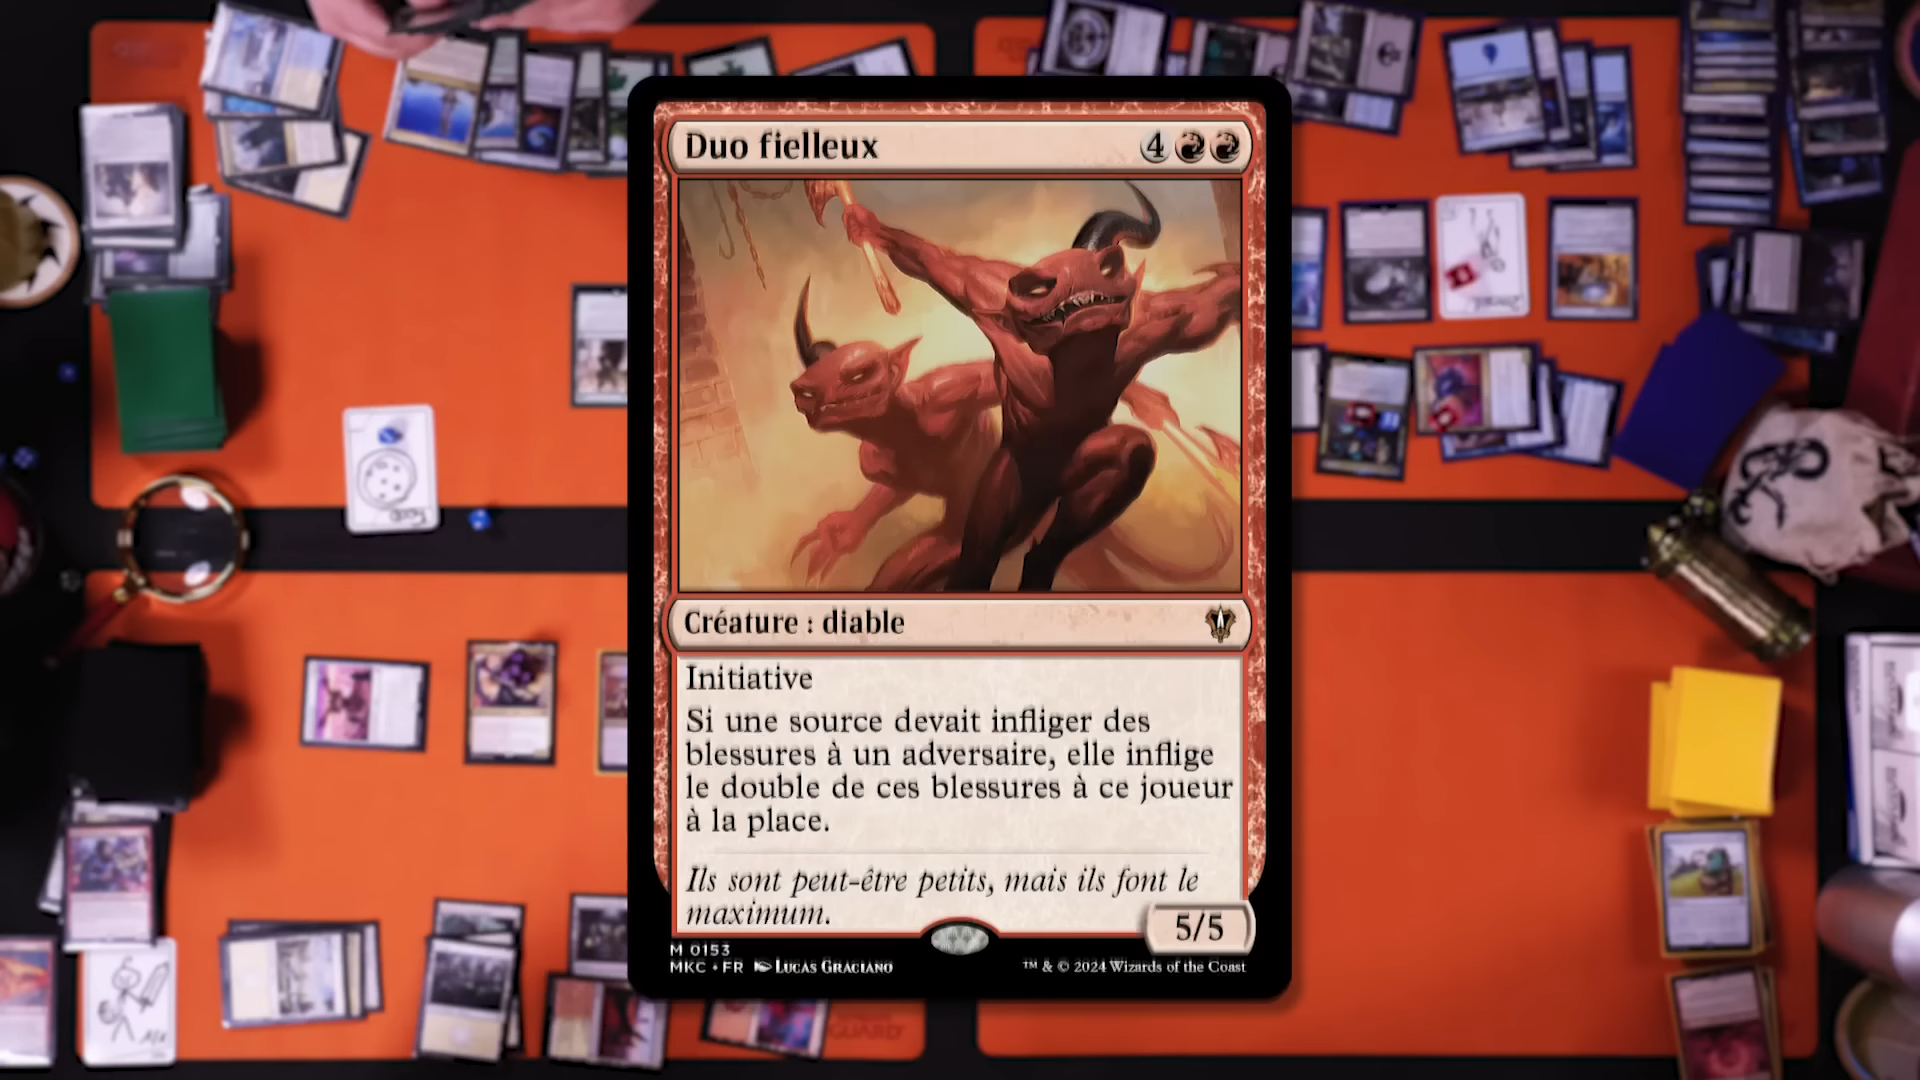 Duo fielleux
4
Créature : diable
Initiative
Si une source devait infliger des
blessures à un adversaire, elle inflige
le double de ces blessures à ce joueur
à la place.
Ils sont peut-être petits, mais ils font le
maximum.
5/5
M 0153
MKC • FR LUCAS GRACIANO
™ & © 2024 Wizards of the Coast
FOOD
GUARD